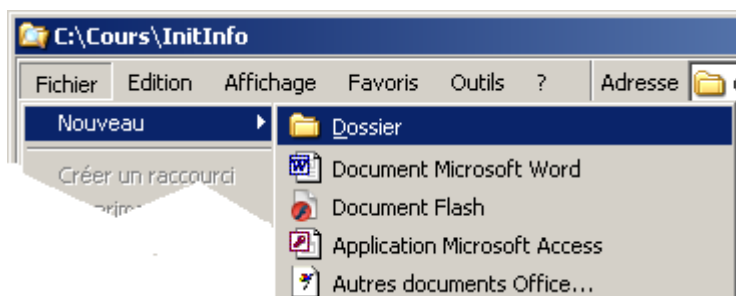 C:\Cours\InitInfo
Fichier Edition Affichage Favoris Outils ? Adresse
Nouveau
Dossier
Créer un raccourci
Document Microsoft Word
Document Flash
Application Microsoft Access
Autres documents Office...